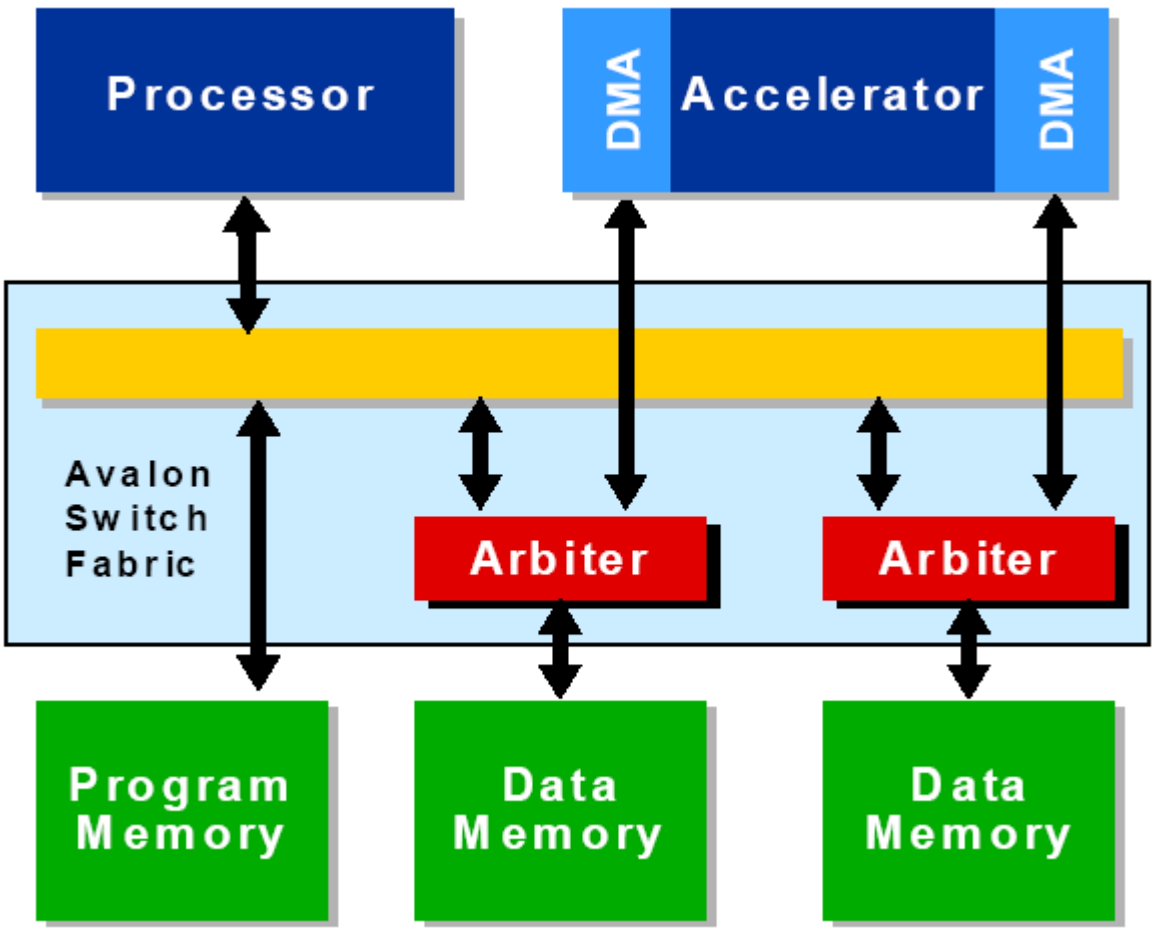 Processor
DMA
Accelerator
DMA
Avalon
Switch
Fabric
Arbiter
Arbiter
Program
Memory
Data
Memory
Data
Memory